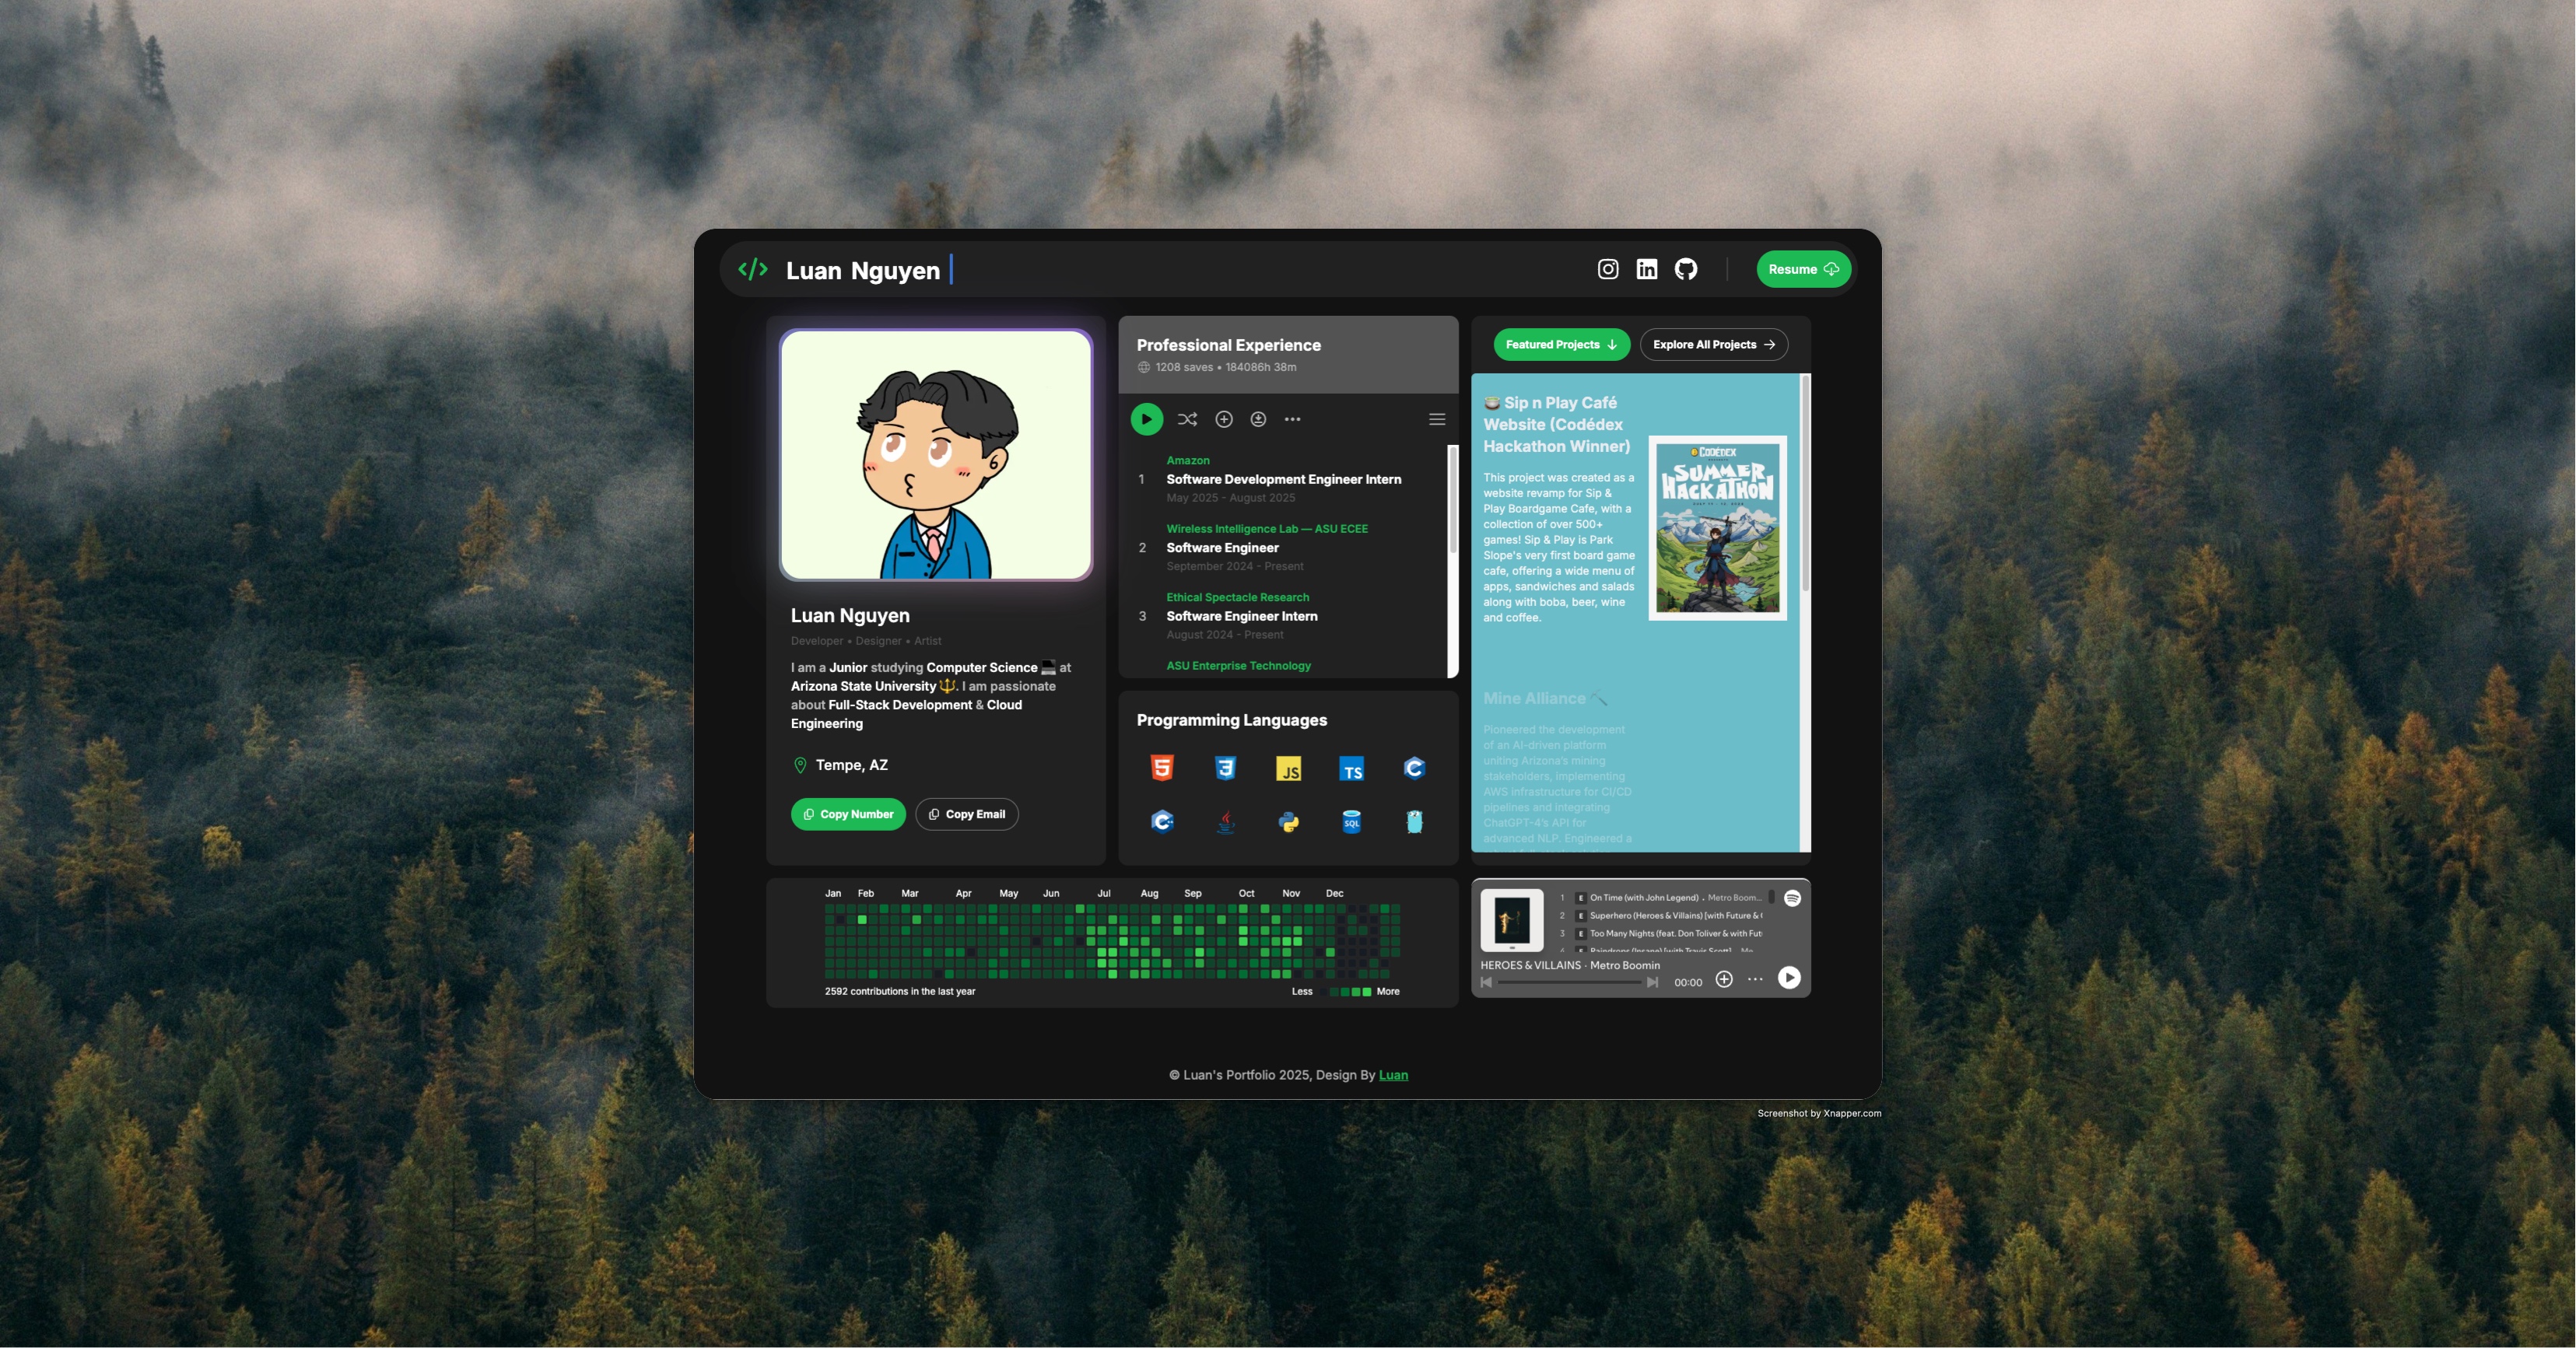 </> Luan Nguyen
Resume
Luan Nguyen
Developer • Designer • Artist
I am a Junior studying Computer Science at
Arizona State University. I am passionate
about Full-Stack Development & Cloud
Engineering
Tempe, AZ
Copy Number
Copy Email
Professional Experience
1208 saves • 184086h 38m
Amazon
1 Software Development Engineer Intern
May 2025 - August 2025
Wireless Intelligence Lab — ASU ECEE
2 Software Engineer
September 2024 - Present
Ethical Spectacle Research
3 Software Engineer Intern
August 2024 - Present
ASU Enterprise Technology
Programming Languages
5 3 JS TS C
C++ SQL
Featured Projects
Explore All Projects
Sip n Play Café
Website (Codédex
Hackathon Winner)
This project was created as a
website revamp for Sip &
Play Boardgame Cafe, with a
collection of over 500+
games! Sip & Play is Park
Slope's very first board game
cafe, offering a wide menu of
apps, sandwiches and salads
along with boba, beer, wine
and coffee.
CODÉDEX
SUMMER
HACKATHON
Mine Alliance
Pioneered the development
of an AI-driven platform
uniting Arizona's mining
stakeholders, implementing
AWS infrastructure for CI/CD
pipelines and integrating
ChatGPT-4's API for
advanced NLP. Engineered a
Jan Feb Mar Apr May Jun Jul Aug Sep Oct Nov Dec
2592 contributions in the last year
Less More
1 E On Time (with John Legend) . Metro Boom...
2 E Superhero (Heroes & Villains) [with Future &
3 E Too Many Nights (feat. Don Toliver & with Fut
4 E Raindrops (Insane) [with Travis Scott] . Me
HEROES & VILLAINS · Metro Boomin
00:00
© Luan's Portfolio 2025, Design By Luan
Screenshot by Xnapper.com